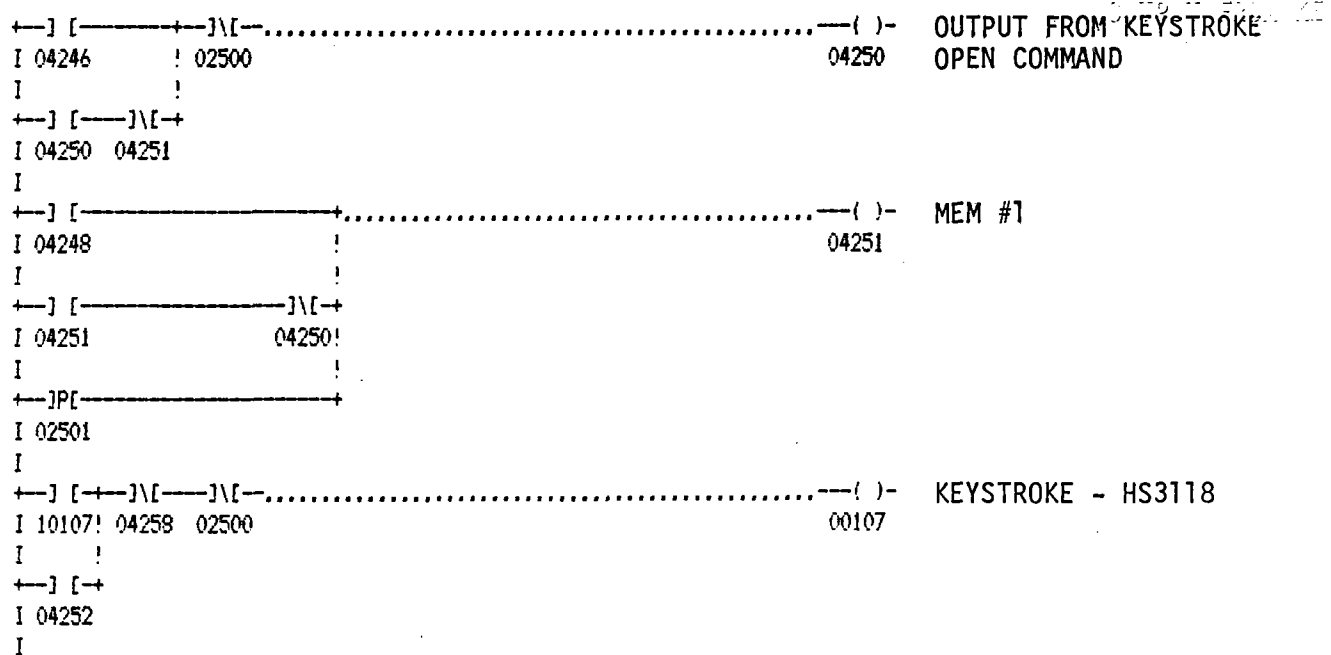 +--] [---------+--]\[--..................................................---( )- OUTPUT FROM KEYSTROKE
I 04246 ! 02500 04250 OPEN COMMAND
I !
+--] [----]\[-+
I 04250 04251
I
+--] [-----------------------+...........................................---( )- MEM #1
I 04248 ! 04251
I !
+--] [------------------]\[-+
I 04251 04250!
I !
+--]P[-----------------------+
I 02501
I
+--] [-+--]\[----]\[--..................................................---( )- KEYSTROKE - HS3118
I 10107! 04258 02500 00107
I !
+--] [-+
I 04252
I